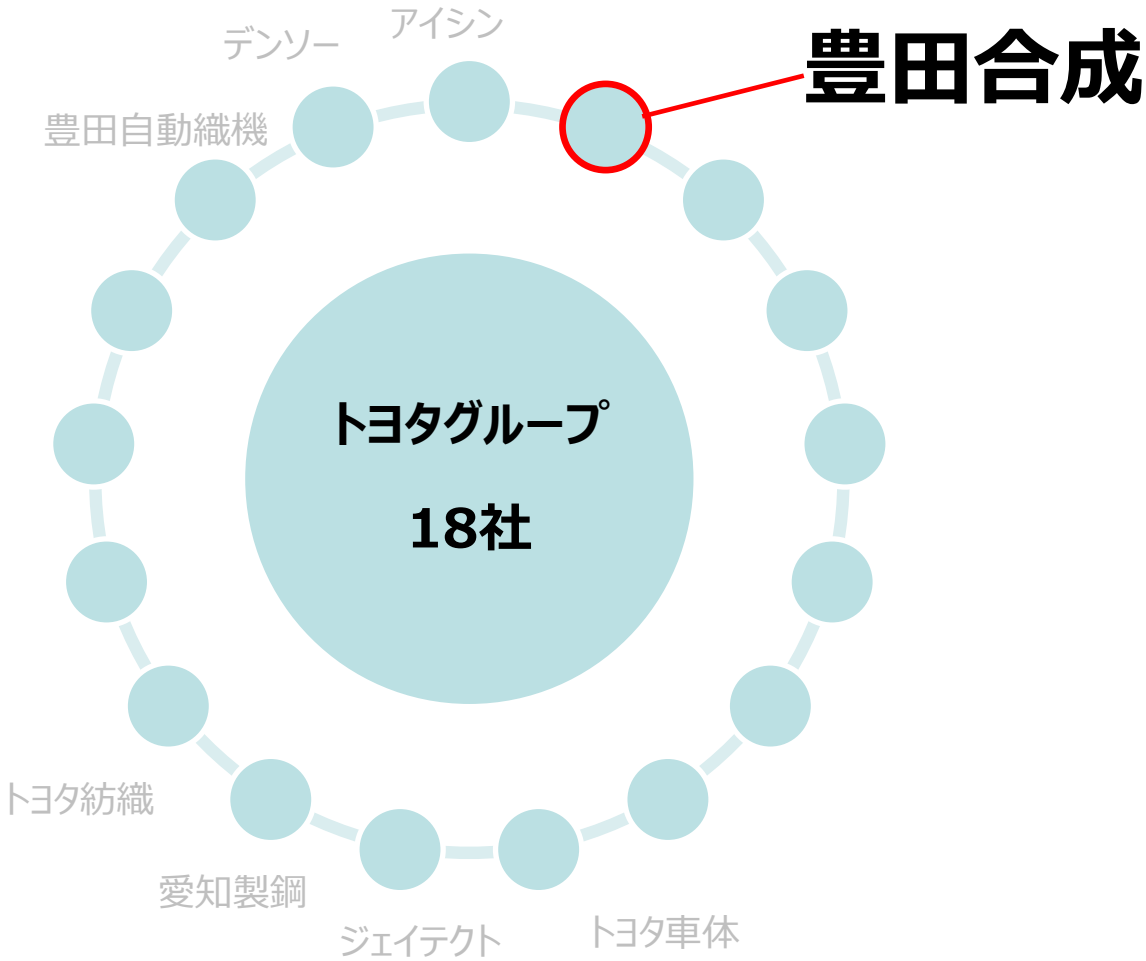 アイシン
デンソー
豊田合成
豊田自動織機
トヨタグループ
18社
トヨタ紡織
愛知製鋼
ジェイテクト
トヨタ車体